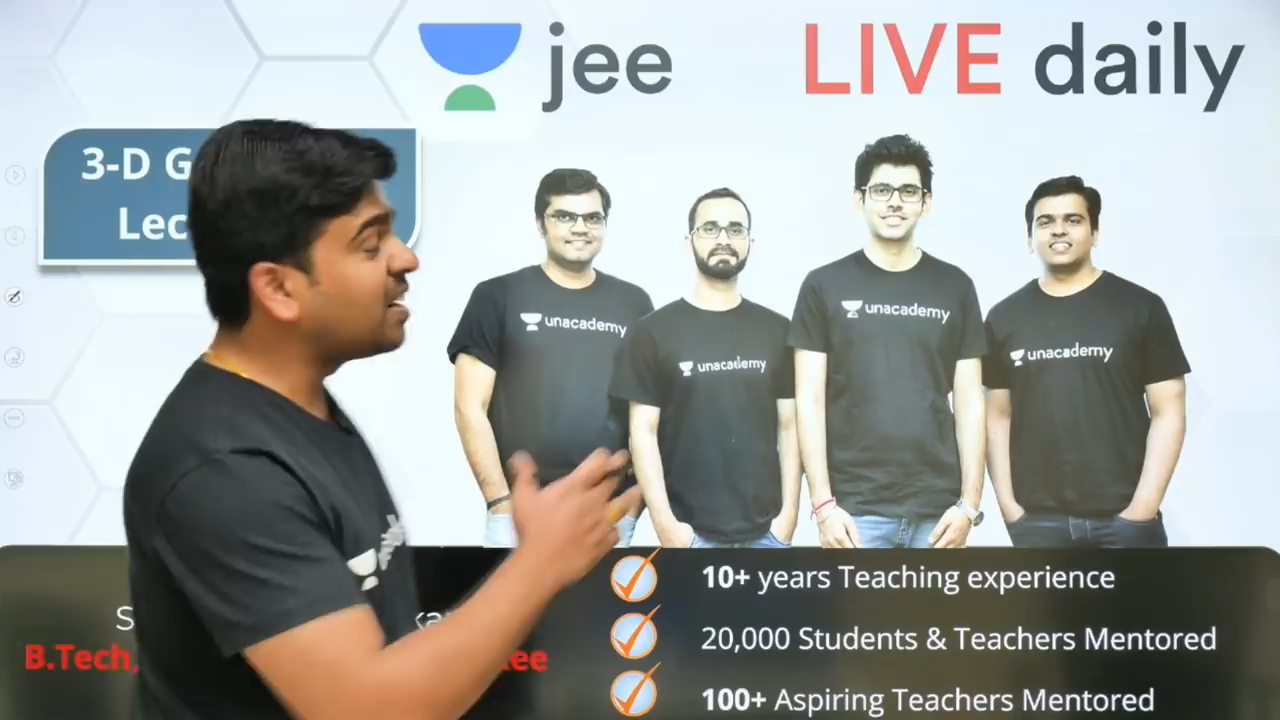 jee
LIVE daily
3-D G
Lec
unacademy
unacademy
unacademy
unacademy
10+ years Teaching experience
20,000 Students & Teachers Mentored
100+ Aspiring Teachers Mentored
S
B.Tech,